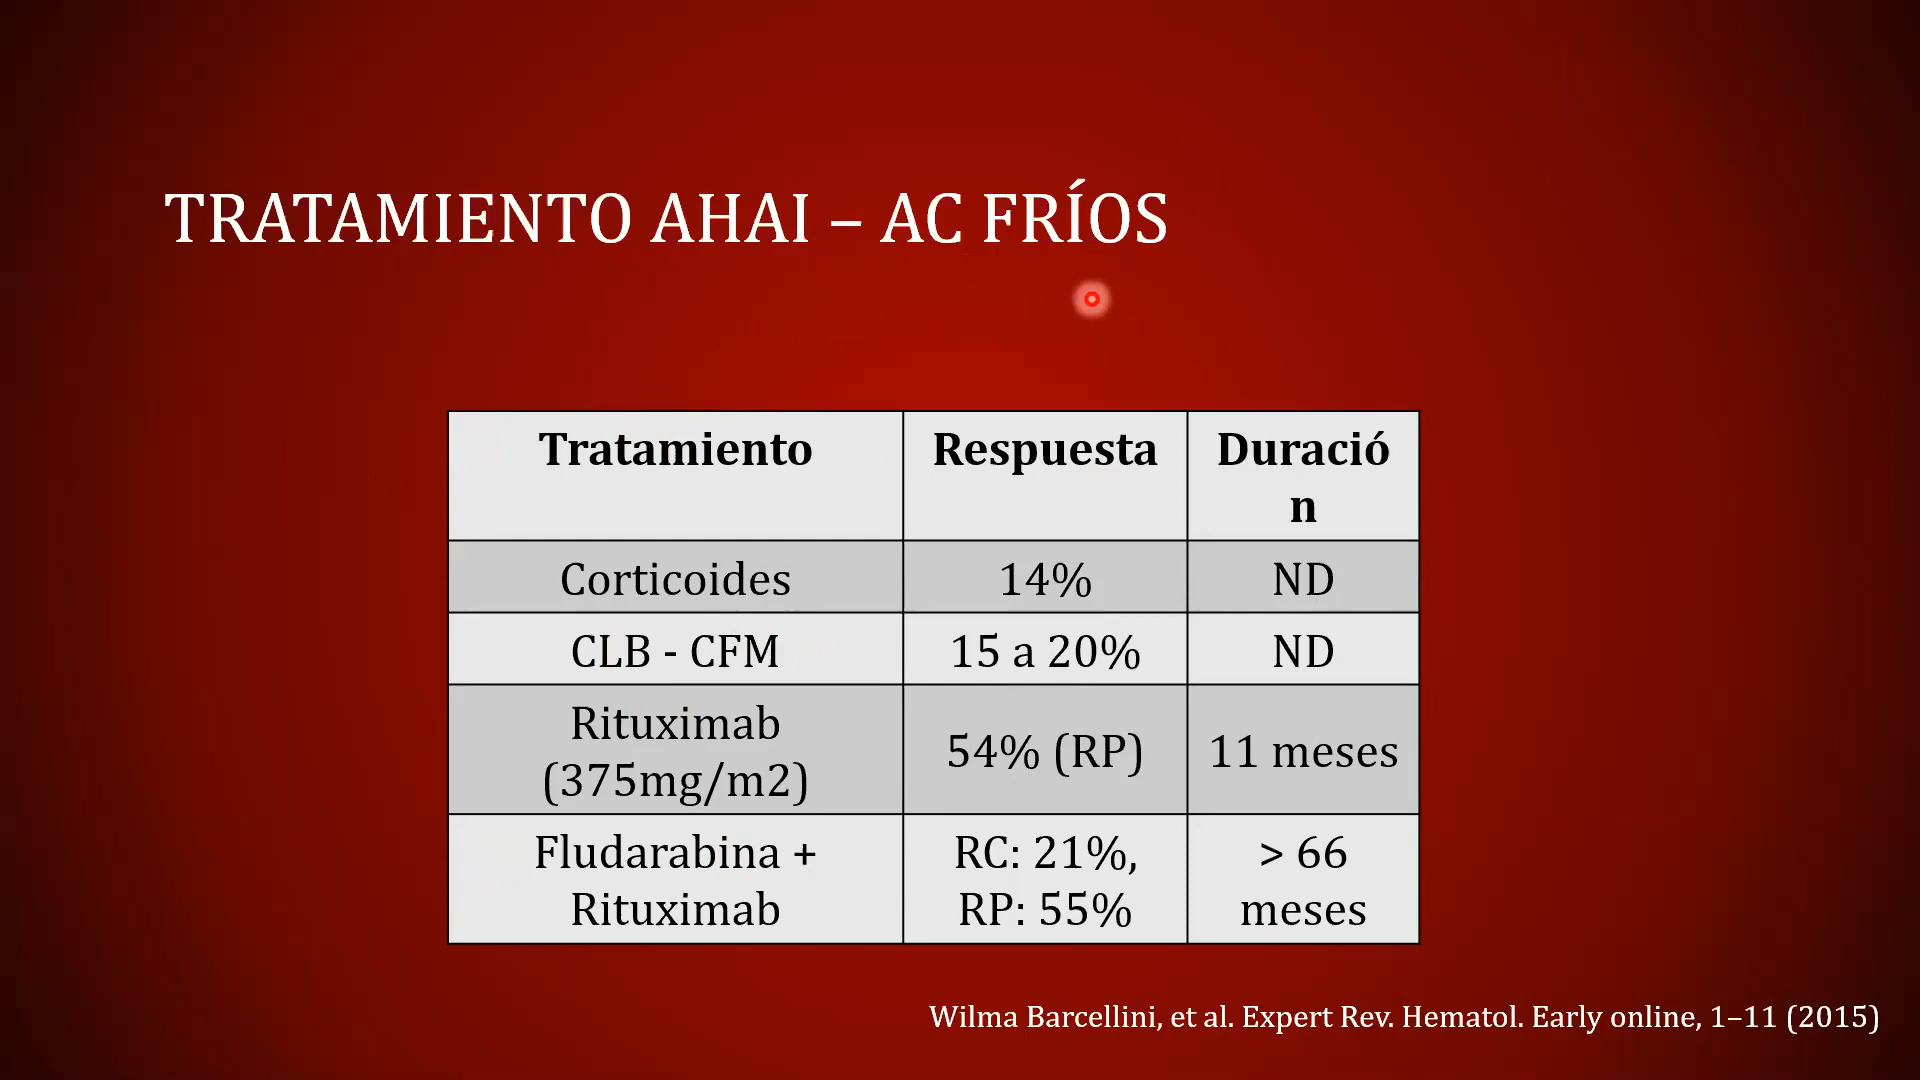 TRATAMIENTO AHAI – AC FRÍOS
Tratamiento Respuesta Duració
n
Corticoides 14% ND
CLB - CFM 15 a 20% ND
Rituximab
(375mg/m2) 54% (RP) 11 meses
Fludarabina + RC: 21%, > 66
Rituximab RP: 55% meses
Wilma Barcellini, et al. Expert Rev. Hematol. Early online, 1–11 (2015)